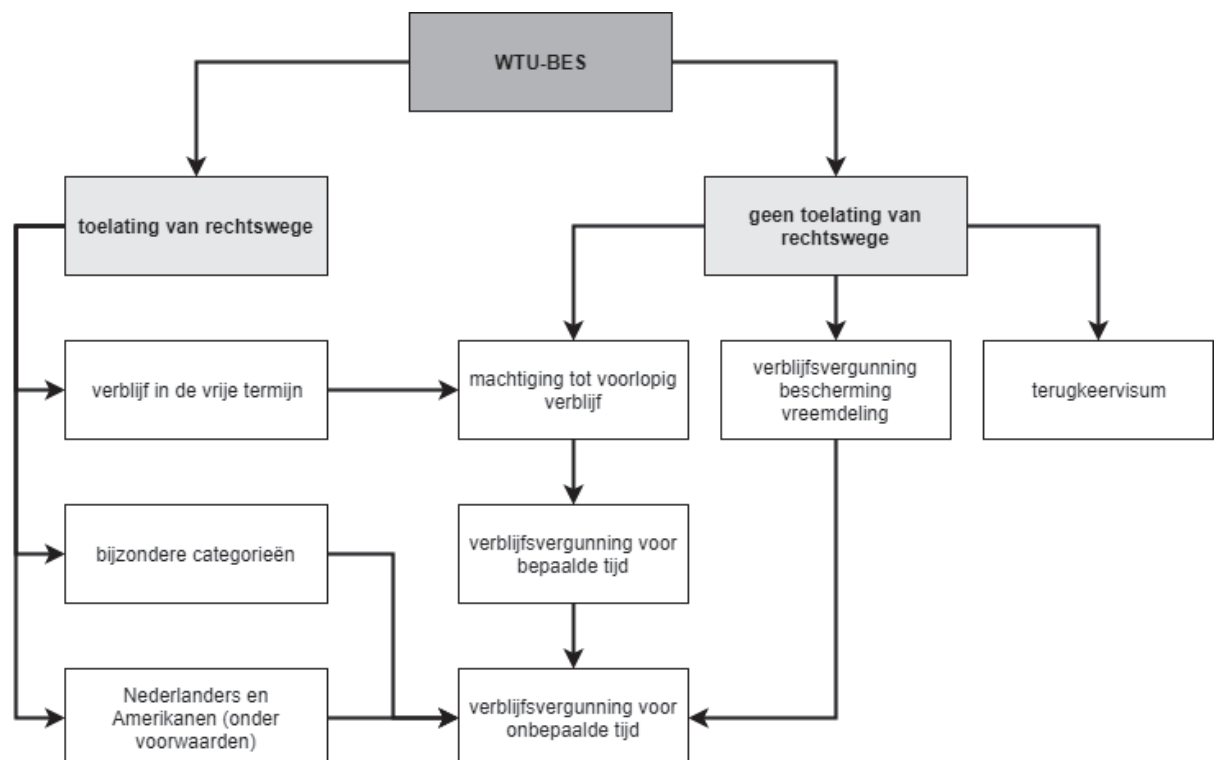 WTU-BES
toelating van rechtswege
geen toelating van
rechtswege
verblijf in de vrije termijn
machtiging tot voorlopig
verblijf
verblijfsvergunning
bescherming
vreemdeling
terugkeervisum
bijzondere categorieën
verblijfsvergunning voor
bepaalde tijd
Nederlanders en
Amerikanen (onder
voorwaarden)
verblijfsvergunning voor
onbepaalde tijd